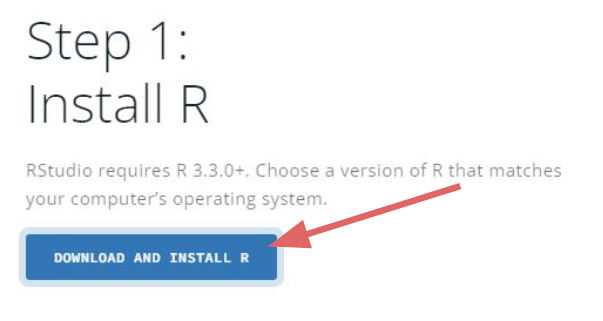 Step 1:
Install R
RStudio requires R 3.3.0+. Choose a version of R that matches
your computer’s operating system.
DOWNLOAD AND INSTALL R